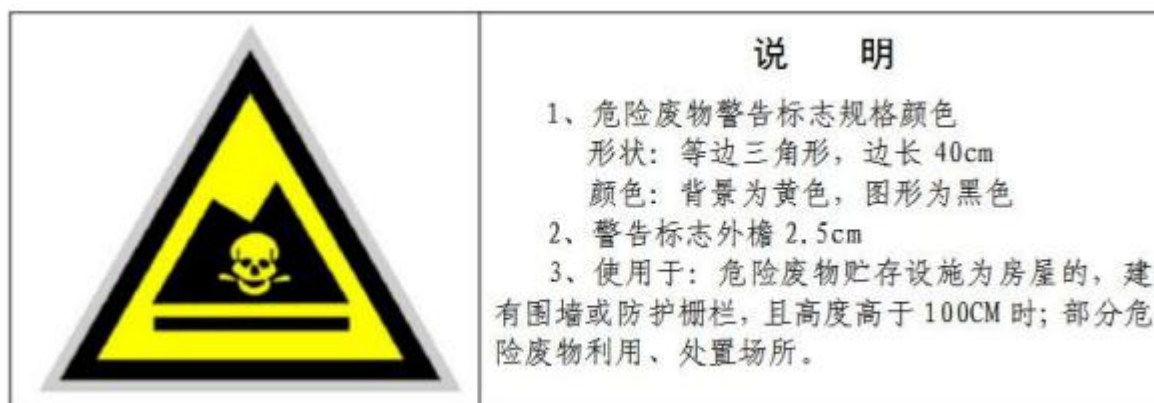 说 明
1、危险废物警告标志规格颜色
形状：等边三角形，边长 40cm
颜色：背景为黄色，图形为黑色
2、警告标志外檐 2.5cm
3、使用于：危险废物贮存设施为房屋的，建
有围墙或防护栅栏，且高度高于 100CM 时；部分危
险废物利用、处置场所。